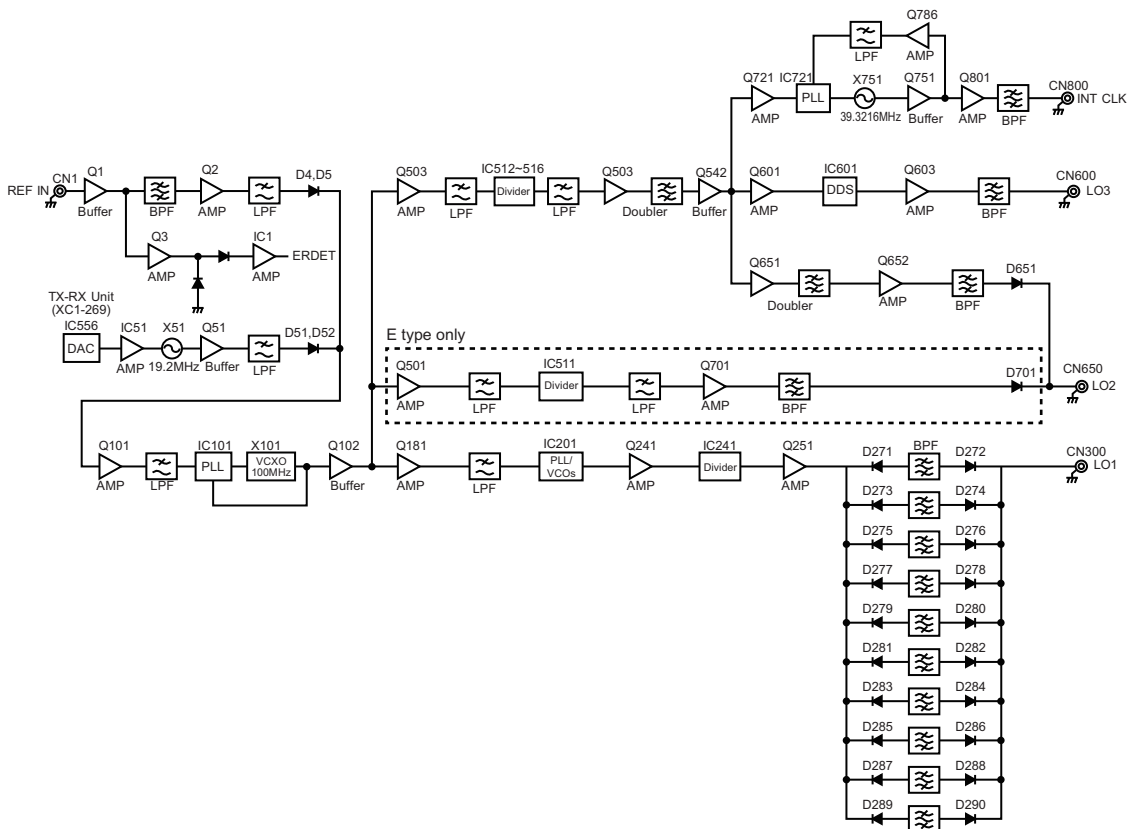 Q786
LPF
AMP
Q721
IC721
X751
Q751
Q801
CN800
PLL
INT CLK
AMP
39.3216MHz
Buffer
AMP
BPF
CN1
Q1
Q2
D4,D5
Q503
IC512~516
Q503
Q542
Q601
IC601
Q603
CN600
REF IN
Divider
DDS
LO3
Buffer
BPF
AMP
LPF
AMP
LPF
LPF
Doubler
Buffer
AMP
AMP
BPF
Q3
IC1
ERDET
AMP
AMP
Q651
Q652
D651
Doubler
AMP
BPF
TX-RX Unit
(XC1-269)
IC556
IC51
X51
Q51
D51,D52
DAC
AMP
19.2MHz
Buffer
LPF
E type only
Q501
IC511
Q701
D701
CN650
Divider
LO2
AMP
LPF
LPF
AMP
BPF
Q101
IC101
X101
Q102
Q181
IC201
Q241
IC241
Q251
D271
BPF
D272
CN300
LO1
PLL
VCXO
100MHz
PLL/
VCOs
Divider
AMP
LPF
Buffer
AMP
LPF
AMP
AMP
D273
D274
D275
D276
D277
D278
D279
D280
D281
D282
D283
D284
D285
D286
D287
D288
D289
D290